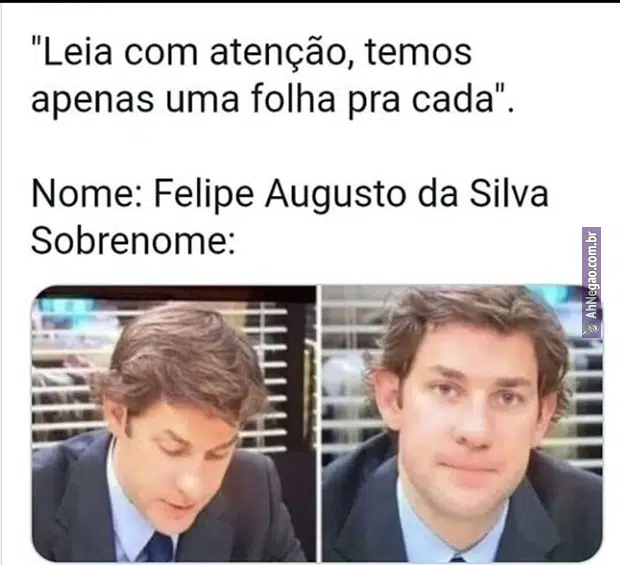 "Leia com atenção, temos
apenas uma folha pra cada".
Nome: Felipe Augusto da Silva
Sobrenome:
AhNegao.com.br